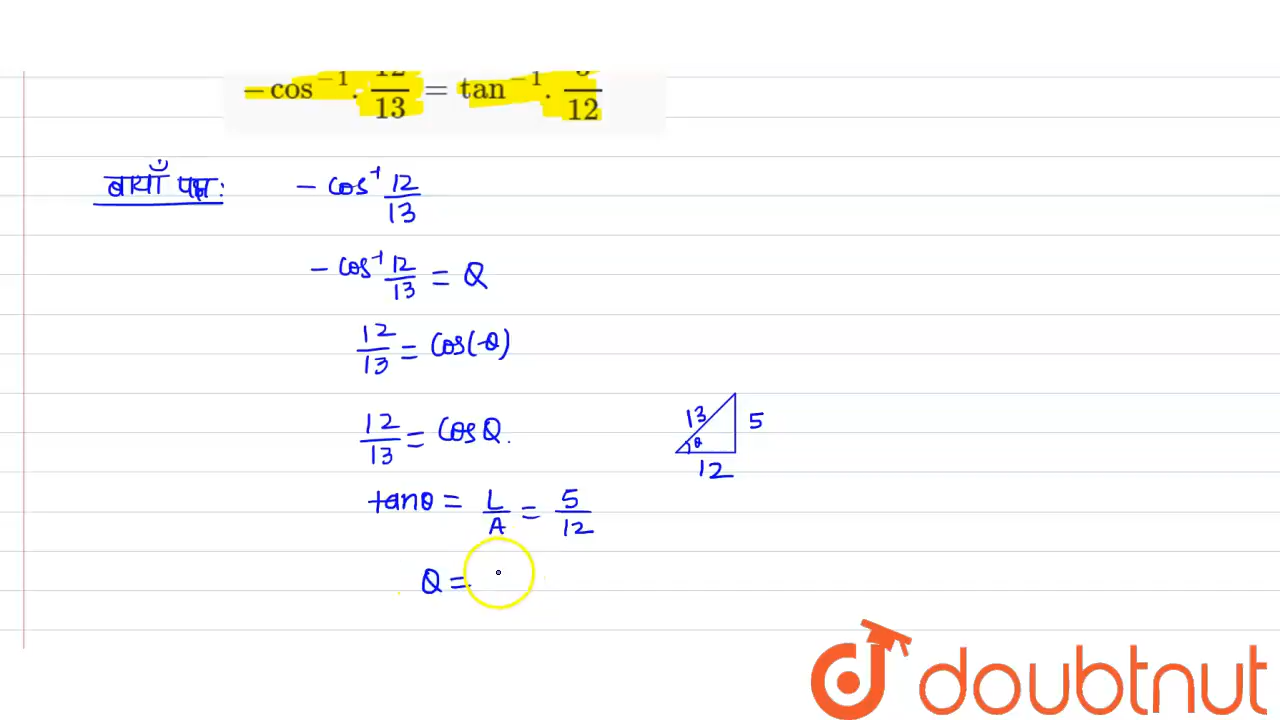 −cos⁻¹. 12/13 = tan⁻¹. 5/12
बायाँ पक्ष: − cos⁻¹ 12/13
− cos⁻¹ 12/13 = θ
12/13 = cos(-θ)
12/13 = cosθ.
13
5
θ
12
tanθ = L/A = 5/12
θ =
doubtnut